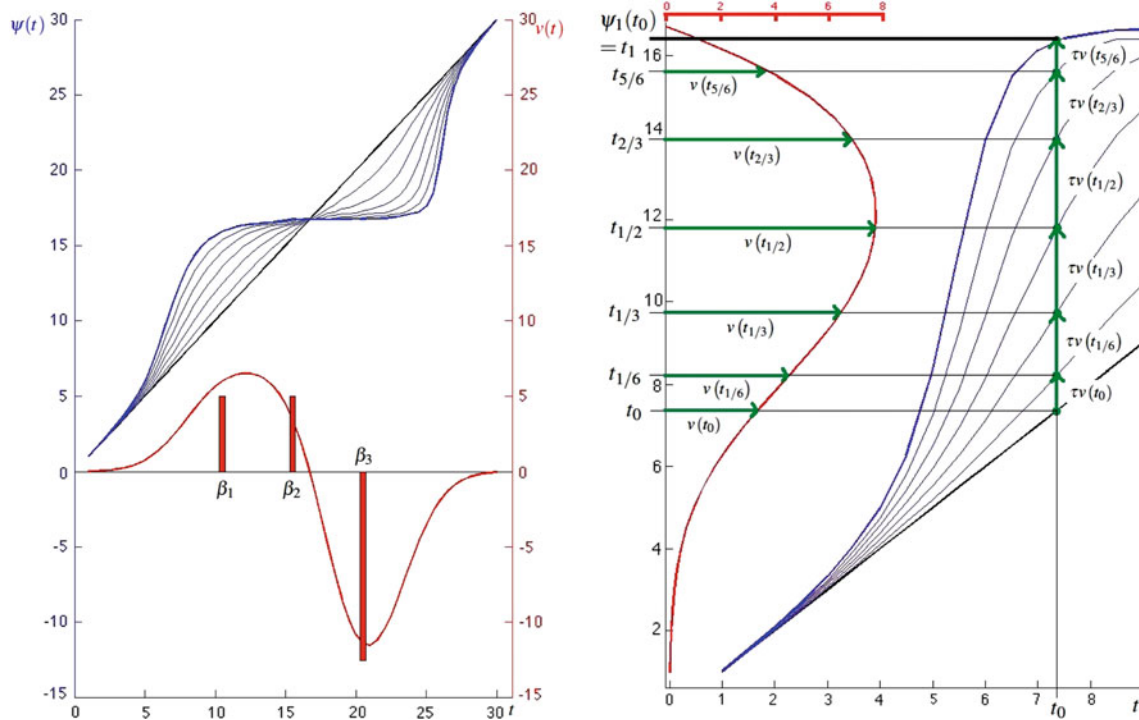 ψ(t)
v(t)
30
25
20
15
10
5
0
-5
-10
-15
30
25
20
15
10
5
0
-5
-10
-15
β₁
β₂
β₃
0 5 10 15 20 25 30 t
0 2 4 6 8
ψ₁(t₀)
= t₁
t₅/₆
t₂/₃
t₁/₂
t₁/₃
t₁/₆
t₀
16
14
12
10
8
6
4
2
v(t₅/₆)
v(t₂/₃)
v(t₁/₂)
v(t₁/₃)
v(t₁/₆)
v(t₀)
τv(t₅/₆)
τv(t₂/₃)
τv(t₁/₂)
τv(t₁/₃)
τv(t₁/₆)
τv(t₀)
0 1 2 3 4 5 6 7 8 t
t₀